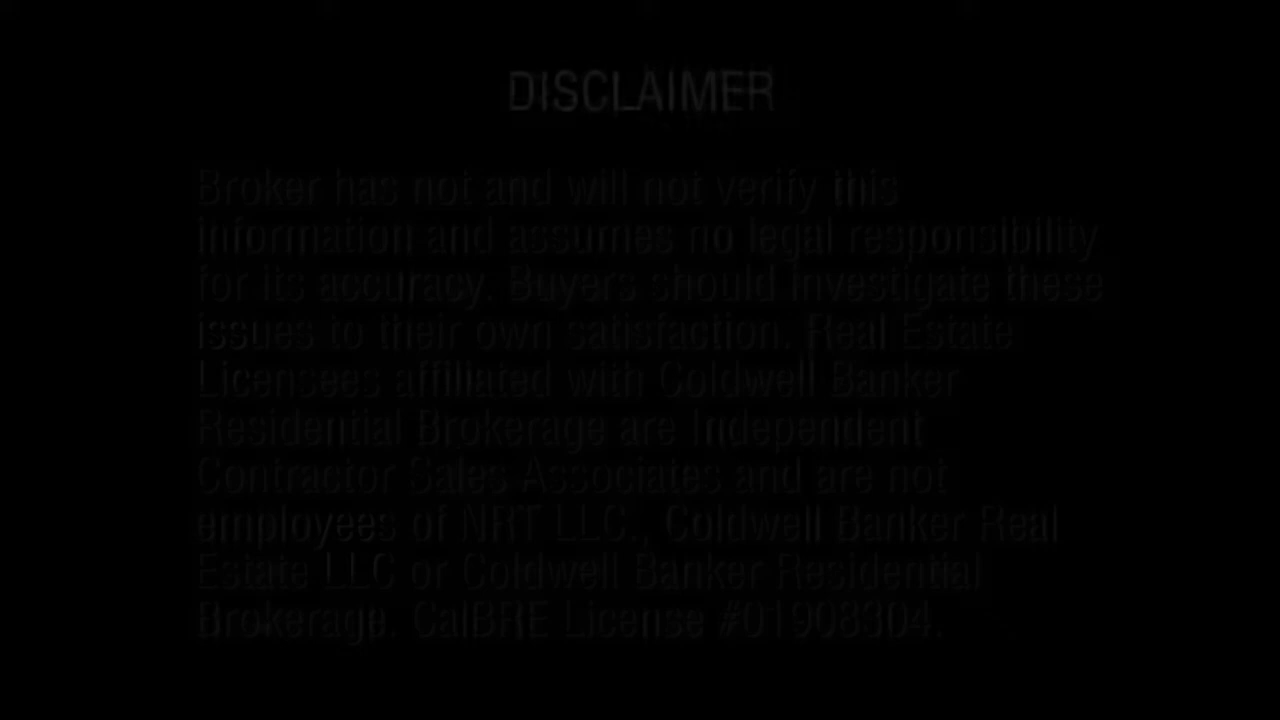 DISCLAIMER
Broker has not and will not verify this
information and assumes no legal responsibility
for its accuracy. Buyers should investigate these
issues to their own satisfaction. Real Estate
Licensees affiliated with Coldwell Banker
Residential Brokerage are Independent
Contractor Sales Associates and are not
employees of NRT LLC., Coldwell Banker Real
Estate LLC or Coldwell Banker Residential
Brokerage. CalBRE License #01908304.